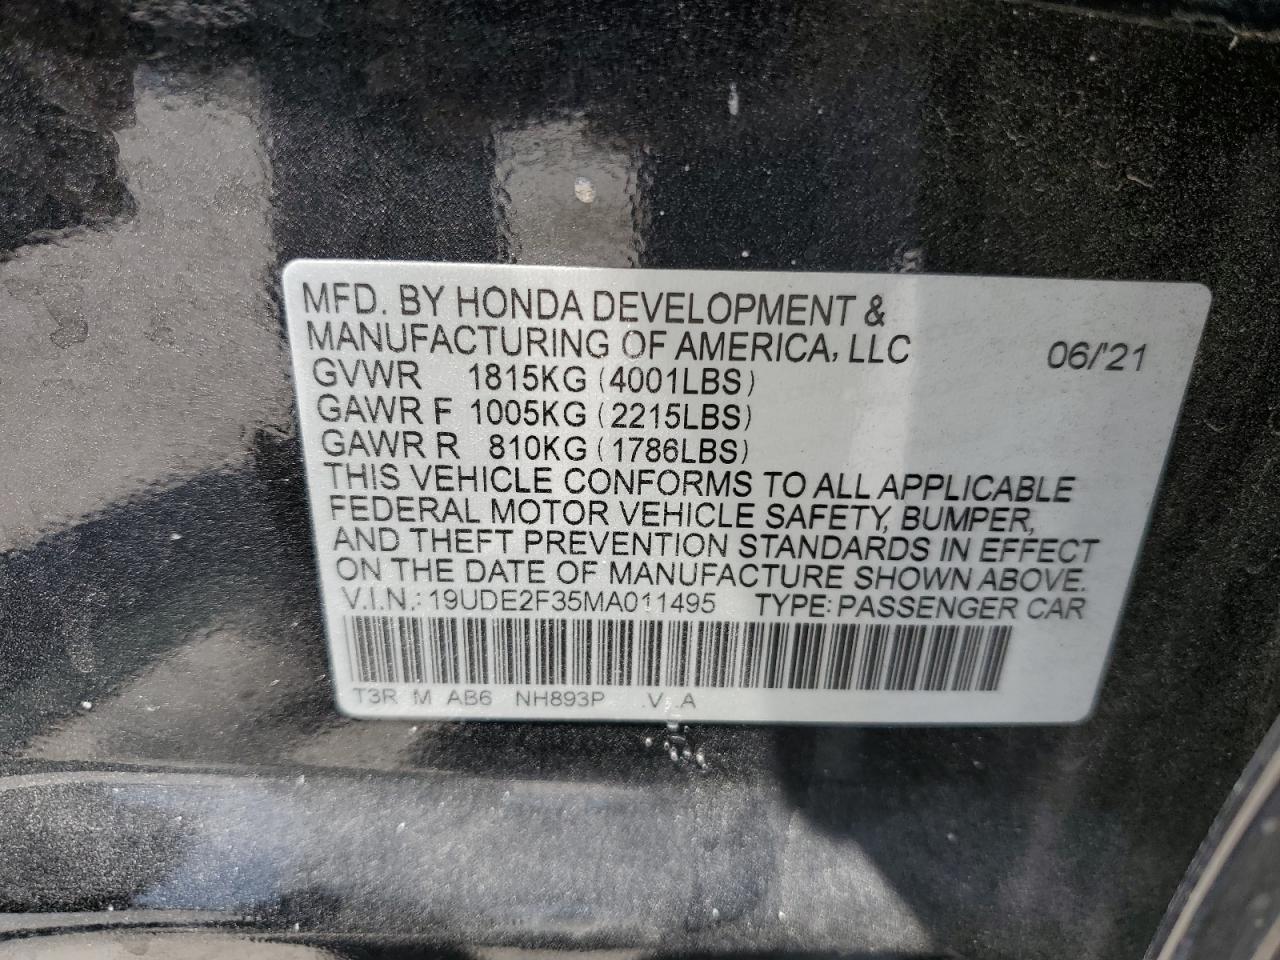 MFD. BY HONDA DEVELOPMENT &
MANUFACTURING OF AMERICA, LLC 06/'21
GVWR 1815KG (4001LBS)
GAWR F 1005KG (2215LBS)
GAWR R 810KG (1786LBS)
THIS VEHICLE CONFORMS TO ALL APPLICABLE
FEDERAL MOTOR VEHICLE SAFETY, BUMPER,
AND THEFT PREVENTION STANDARDS IN EFFECT
ON THE DATE OF MANUFACTURE SHOWN ABOVE.
V.I.N.: 19UDE2F35MA011495 TYPE: PASSENGER CAR
T3R M AB6 NH893P .V .A